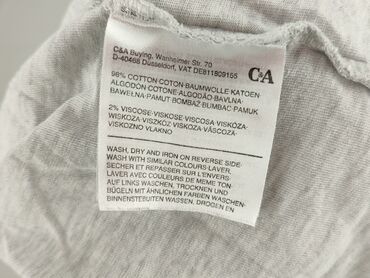 C&A Buying, Wanheimer Str. 70
D-40468 Düsseldorf, VAT DE811809155
C&A
98% COTTON·COTON·BAUMWOLLE·KATOEN·
ALGODÓN·COTONE·ALGODÃO·BAVLNA·
BAWEŁNA·PAMUT·BOMBAŽ·BUMBAC·PAMUK
2% VISCOSE·VISKOSE·VISCOSA·VISKÓZA·
WISKOZA·VISZKÓZ·VISKOZA·VÂSCOZA·
VISKOZNO VLAKNO
WASH, DRY AND IRON ON REVERSE SIDE·
WASH WITH SIMILAR COLOURS·LAVER,
SECHER ET REPASSER SUR L'ENVERS·
LAVER AVEC COLEURS DE MEME TON·
AUF LINKS WASCHEN, TROCKNEN UND
BÜGELN MIT ÄHNLICHEN FARBEN WASCHEN·
BINNENSTEBUITEN WASSEN, DROGEN EN